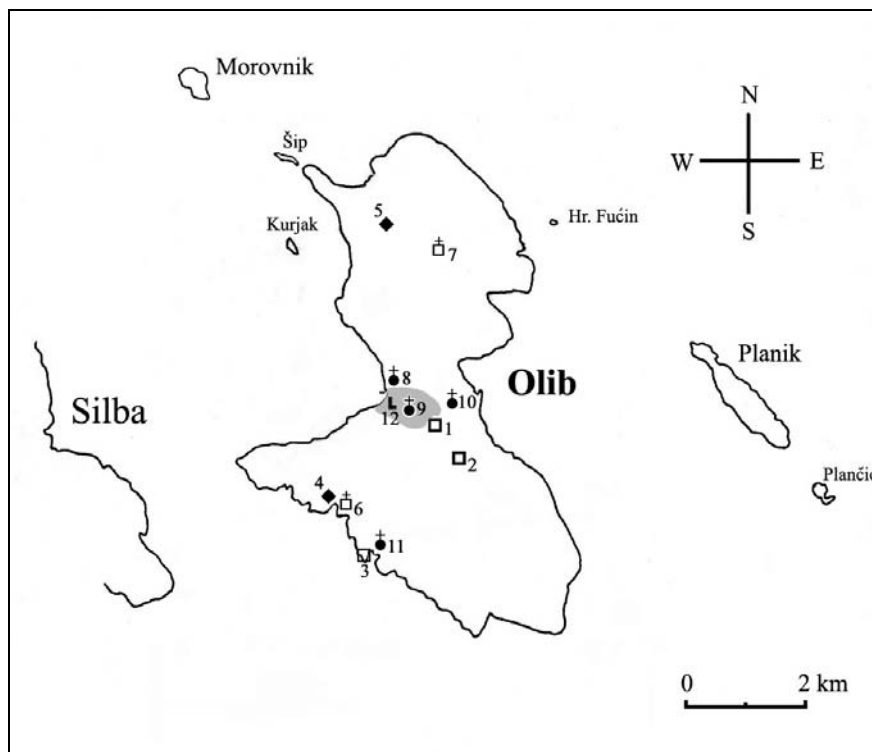 Morovnik
N
Šip
W E
5
Hr. Fućin
Kurjak
S
7
Planik
8
Olib
Silba
10
12 9
1
2
Plančić
4
6
11
3
0 2 km